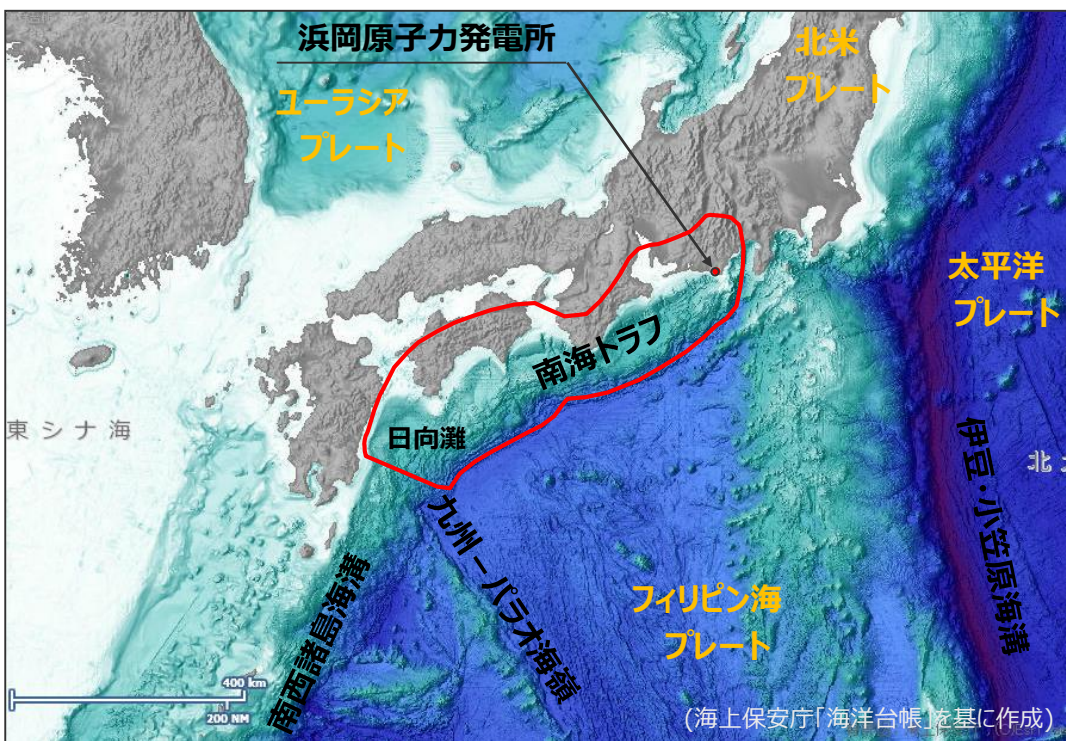 浜岡原子力発電所
北米
プレート
ユーラシア
プレート
太平洋
プレート
南海トラフ
日向灘
東シナ海
伊豆・小笠原海溝
北
九州－パラオ海嶺
南西諸島海溝
フィリピン海
プレート
400 km
200 NM
(海上保安庁「海洋台帳」を基に作成)